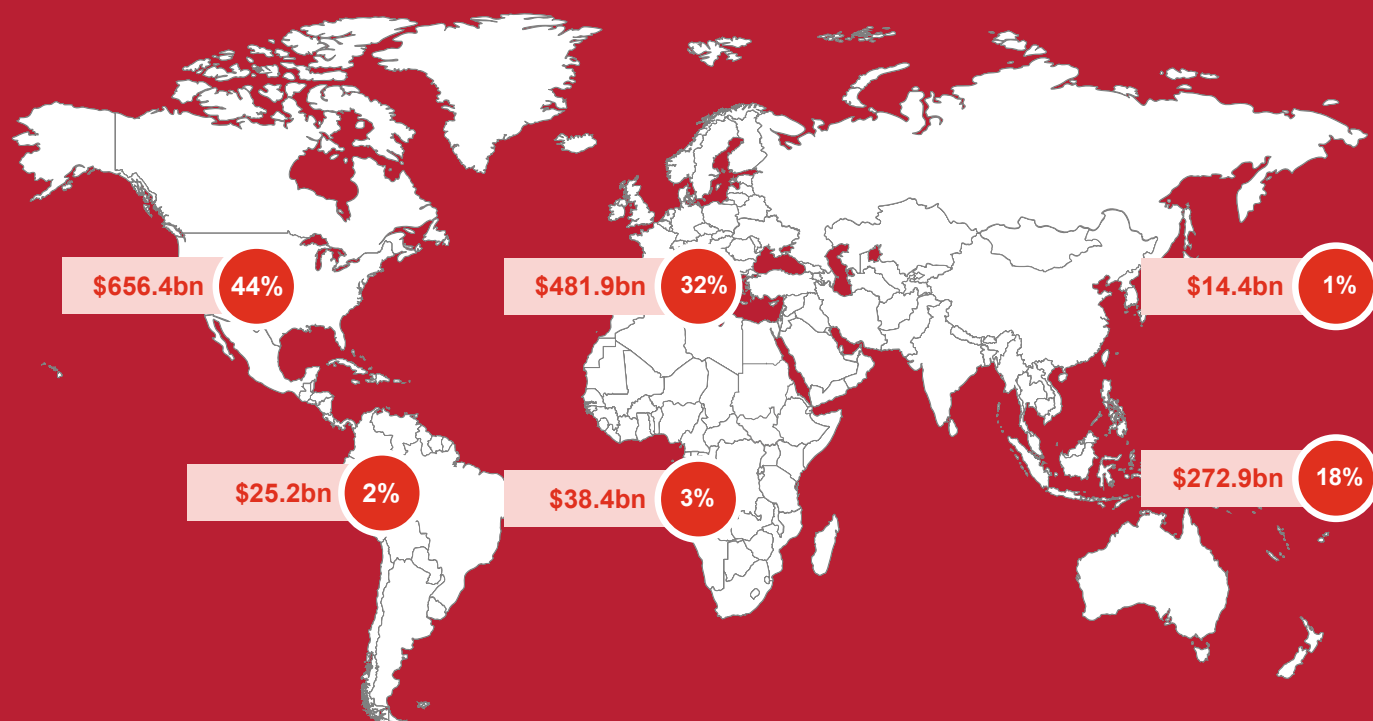 $656.4bn 44%
$481.9bn 32%
$14.4bn 1%
$25.2bn 2%
$38.4bn 3%
$272.9bn 18%